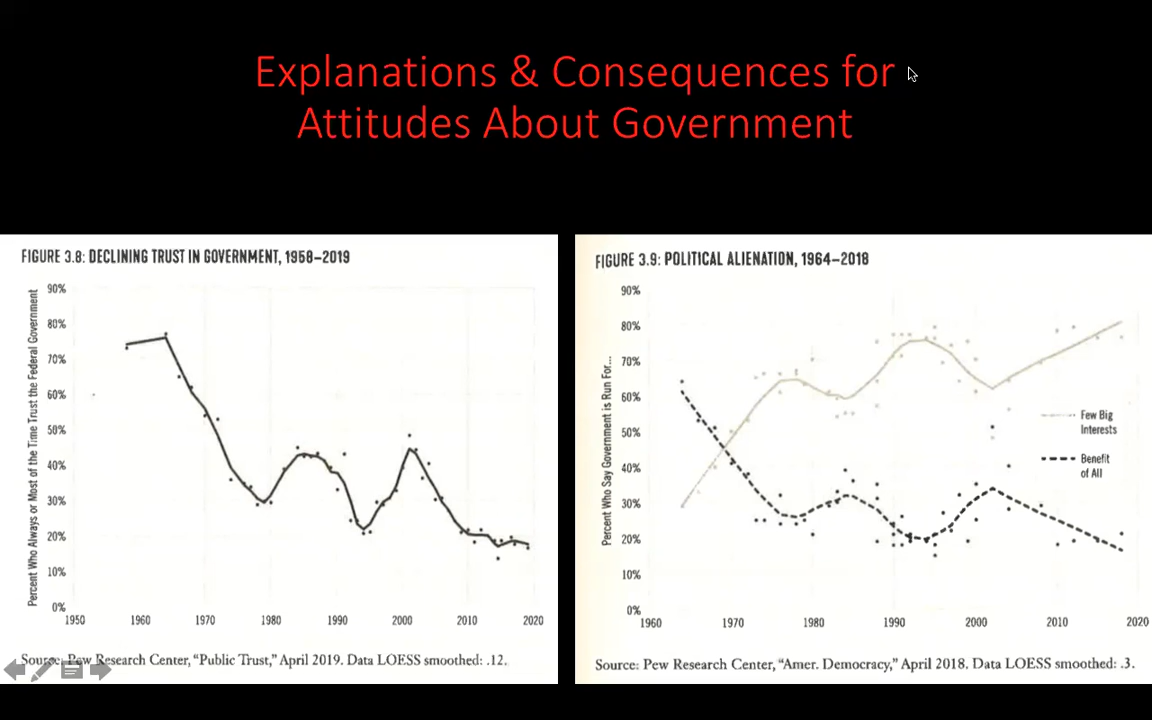 Explanations & Consequences for
Attitudes About Government
FIGURE 3.8: DECLINING TRUST IN GOVERNMENT, 1958–2019
Percent Who Always or Most of the Time Trust the Federal Government
90%
80%
70%
60%
50%
40%
30%
20%
10%
0%
1950 1960 1970 1980 1990 2000 2010 2020
Source: Pew Research Center, “Public Trust,” April 2019. Data LOESS smoothed: .12.
FIGURE 3.9: POLITICAL ALIENATION, 1964–2018
Percent Who Say Government is Run For...
90%
80%
70%
60%
50%
40%
30%
20%
10%
0%
1960 1970 1980 1990 2000 2010 2020
Few Big
Interests
Benefit
of All
Source: Pew Research Center, “Amer. Democracy,” April 2018. Data LOESS smoothed: .3.